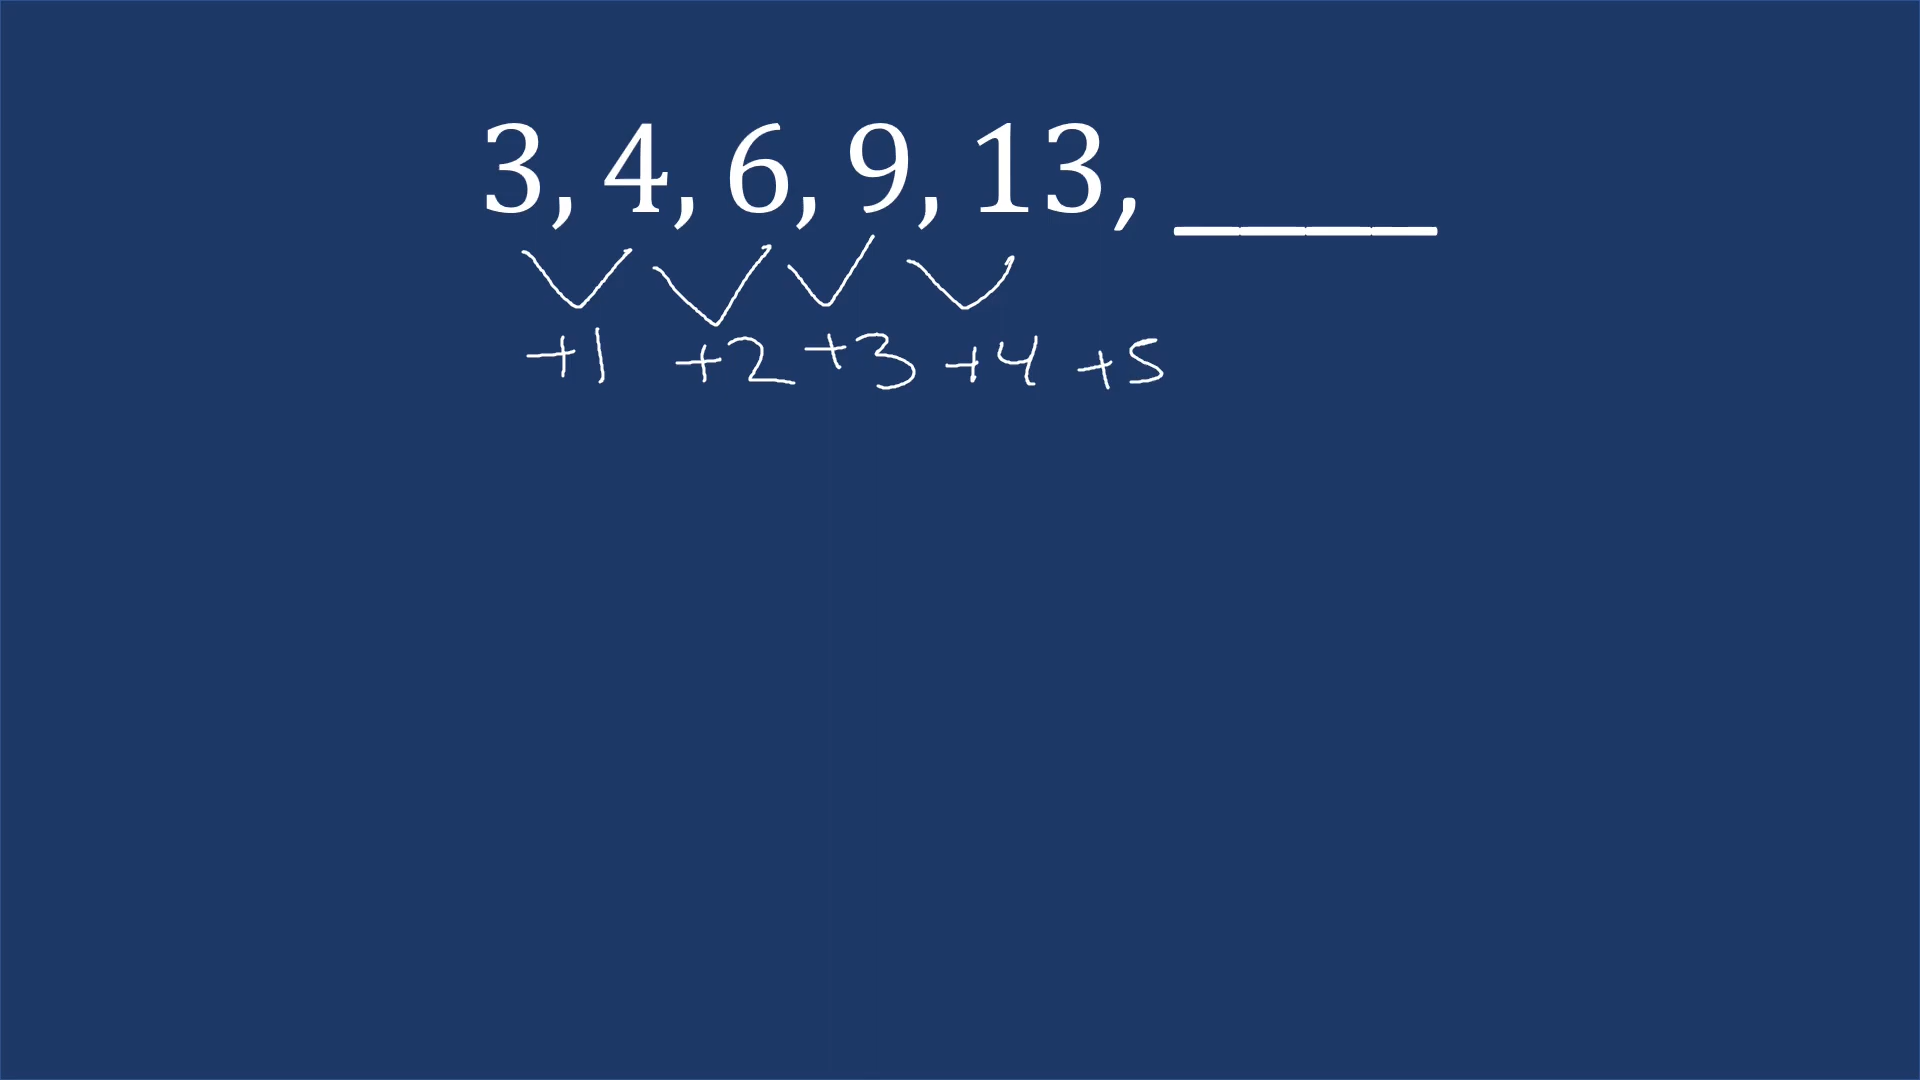 3, 4, 6, 9, 13, ____
+1 +2 +3 +4 +5